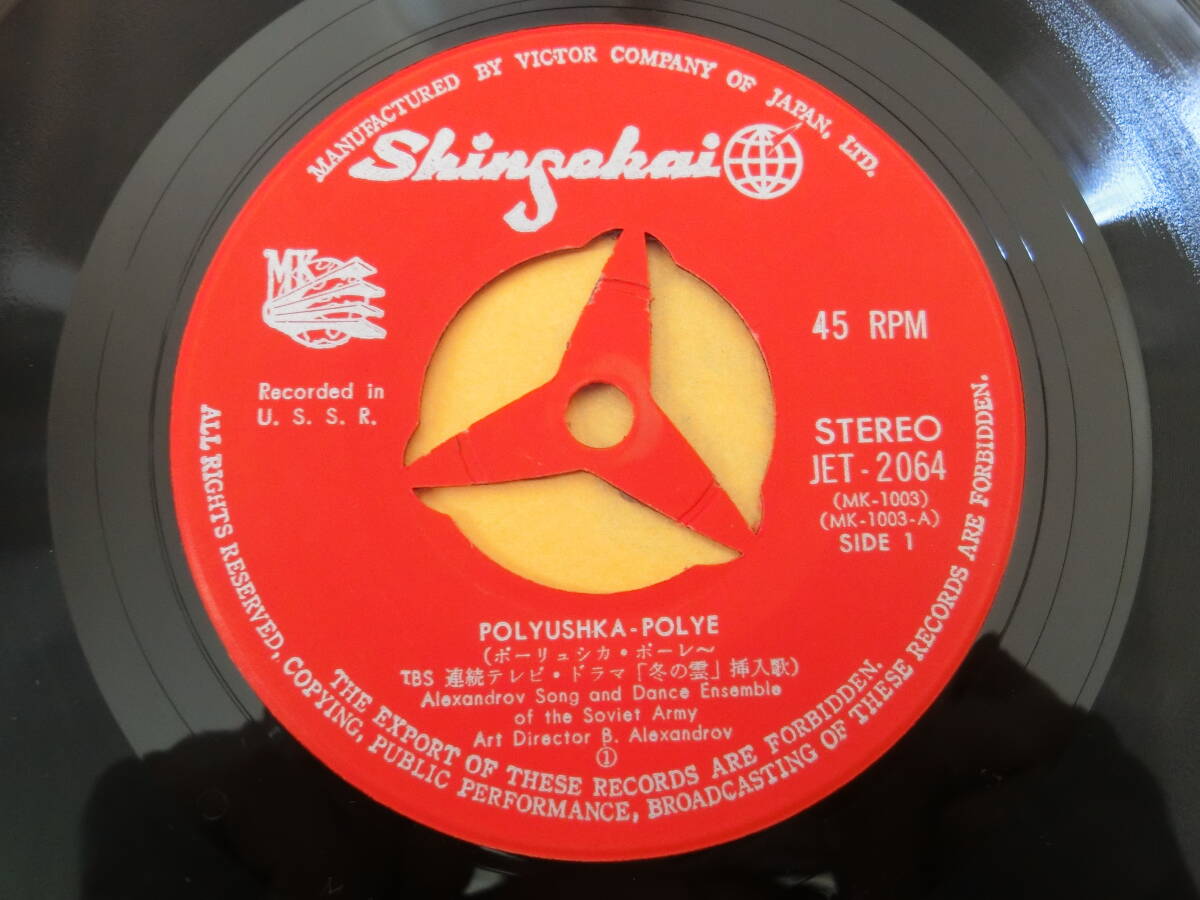 MANUFACTURED BY VICTOR COMPANY OF JAPAN, LTD.
Shinsekai
MK
Recorded in
U. S. S. R.
45 RPM
STEREO
JET-2064
(MK-1003)
(MK-1003-A)
SIDE 1
POLYUSHKA-POLYE
(ポーリュシカ・ポーレ〜
TBS 連続テレビ・ドラマ「冬の雲」挿入歌)
Alexandrov Song and Dance Ensemble
of the Soviet Army
Art Director B. Alexandrov
①
THE EXPORT OF THESE RECORDS ARE FORBIDDEN.
ALL RIGHTS RESERVED, COPYING, PUBLIC PERFORMANCE, BROADCASTING OF THESE RECORDS ARE FORBIDDEN.